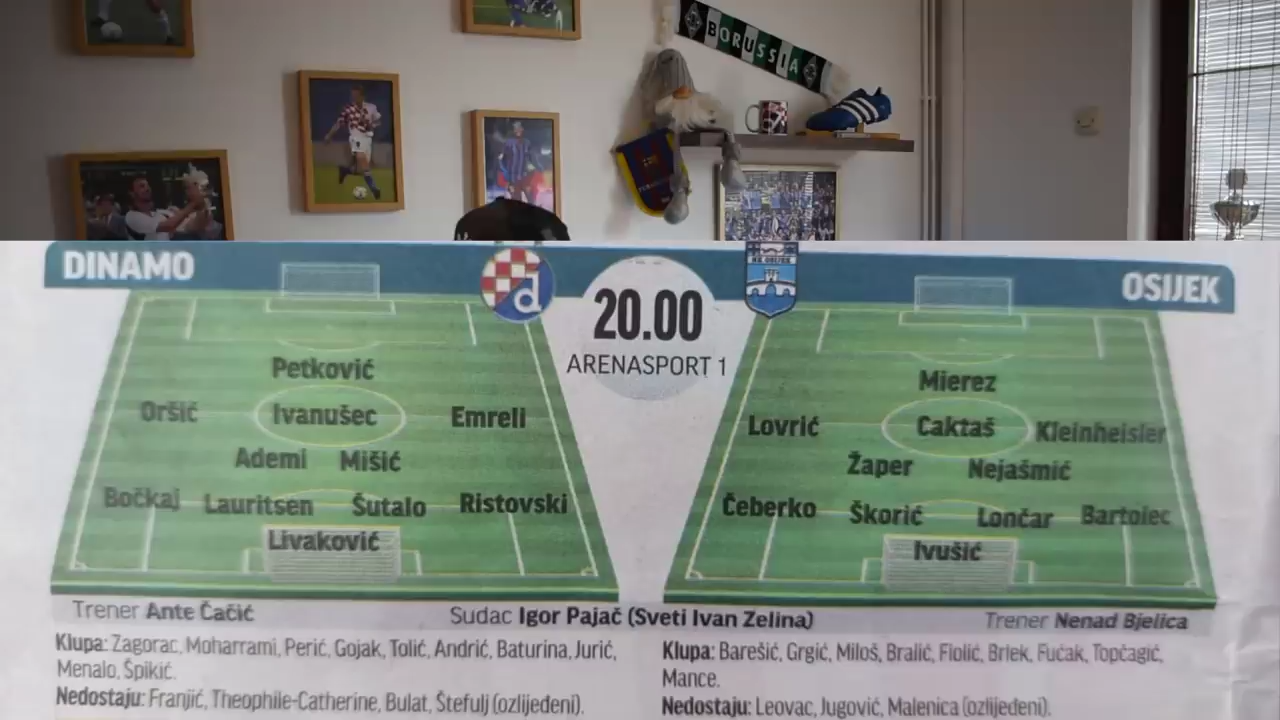 BORUSSIA
DINAMO
OSIJEK
d
NK OSIJEK
20.00
ARENASPORT 1
Petković
Oršić Ivanušec Emreli
Ademi Mišić
Bočkaj Lauritsen Šutalo Ristovski
Livaković
Mierez
Lovrić Caktaš Kleinheisler
Žaper Nejašmić
Čeberko Škorić Lončar Bartolec
Ivušić
Trener Ante Čačić
Sudac Igor Pajač (Sveti Ivan Zelina)
Trener Nenad Bjelica
Klupa: Zagorac, Moharrami, Perić, Gojak, Tolić, Andrić, Baturina, Jurić,
Menalo, Špikić.
Nedostaju: Franjić, Theophile-Catherine, Bulat, Štefulj (ozlijeđeni).
Klupa: Barešić, Grgić, Miloš, Bralić, Fiolić, Brlek, Fućak, Topčagić,
Mance.
Nedostaju: Leovac, Jugović, Malenica (ozlijeđeni).